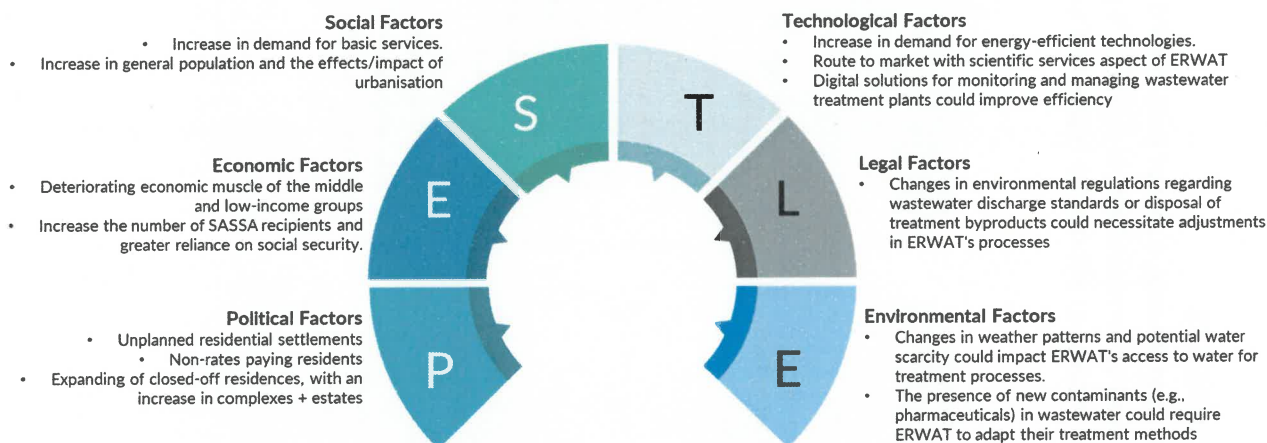 Social Factors
• Increase in demand for basic services.
• Increase in general population and the effects/impact of
urbanisation
Economic Factors
• Deteriorating economic muscle of the middle
and low-income groups
• Increase the number of SASSA recipients and
greater reliance on social security.
Political Factors
• Unplanned residential settlements
• Non-rates paying residents
• Expanding of closed-off residences, with an
increase in complexes + estates
P
E
S
T
L
E
Technological Factors
• Increase in demand for energy-efficient technologies.
• Route to market with scientific services aspect of ERWAT
• Digital solutions for monitoring and managing wastewater
treatment plants could improve efficiency
Legal Factors
• Changes in environmental regulations regarding
wastewater discharge standards or disposal of
treatment byproducts could necessitate adjustments
in ERWAT's processes
Environmental Factors
• Changes in weather patterns and potential water
scarcity could impact ERWAT's access to water for
treatment processes.
• The presence of new contaminants (e.g.,
pharmaceuticals) in wastewater could require
ERWAT to adapt their treatment methods